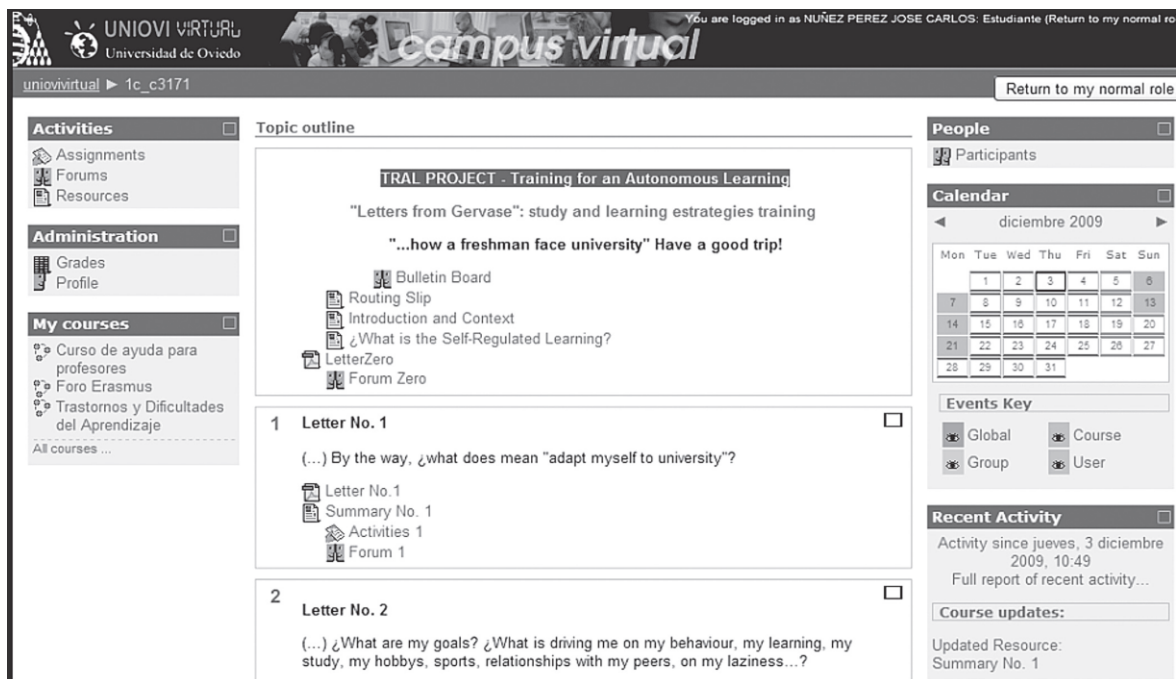 UNIOVI VIRTUAL
Universidad de Oviedo
campus virtual
You are logged in as NUÑEZ PEREZ JOSE CARLOS: Estudiante (Return to my normal ro
uniovivirtual ► 1c_c3171
Return to my normal role
Activities
Assignments
Forums
Resources
Administration
Grades
Profile
My courses
Curso de ayuda para
profesores
Foro Erasmus
Trastornos y Dificultades
del Aprendizaje
All courses ...
Topic outline
TRAL PROJECT - Training for an Autonomous Learning
"Letters from Gervase": study and learning estrategies training
"...how a freshman face university" Have a good trip!
Bulletin Board
Routing Slip
Introduction and Context
¿What is the Self-Regulated Learning?
LetterZero
Forum Zero
1 Letter No. 1
(...) By the way, ¿what does mean "adapt myself to university"?
Letter No.1
Summary No. 1
Activities 1
Forum 1
2
Letter No. 2
(...) ¿What are my goals? ¿What is driving me on my behaviour, my learning, my
study, my hobbys, sports, relationships with my peers, on my laziness...?
People
Participants
Calendar
◄ diciembre 2009 ►
Mon Tue Wed Thu Fri Sat Sun
1 2 3 4 5 6
7 8 9 10 11 12 13
14 15 16 17 18 19 20
21 22 23 24 25 26 27
28 29 30 31
Events Key
Global Course
Group User
Recent Activity
Activity since jueves, 3 diciembre
2009, 10:49
Full report of recent activity...
Course updates:
Updated Resource:
Summary No. 1